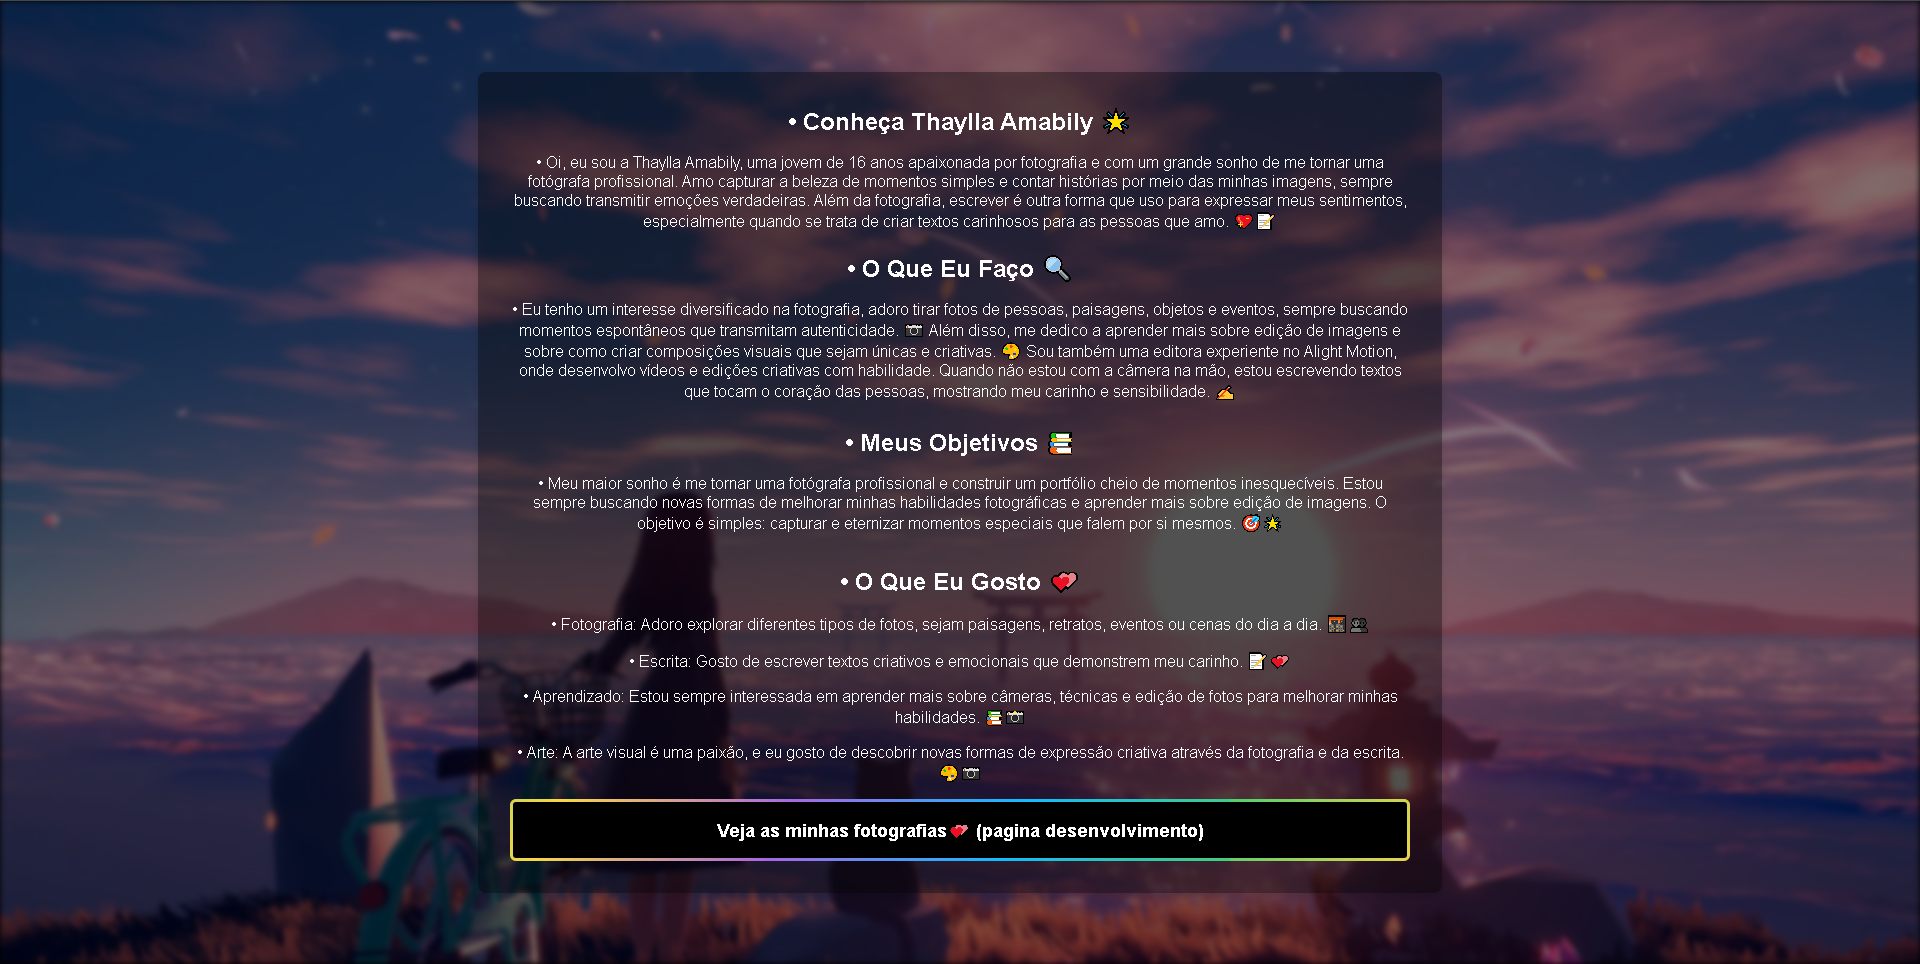 • Conheça Thaylla Amabily 🌟
• Oi, eu sou a Thaylla Amabily, uma jovem de 16 anos apaixonada por fotografia e com um grande sonho de me tornar uma
fotógrafa profissional. Amo capturar a beleza de momentos simples e contar histórias por meio das minhas imagens, sempre
buscando transmitir emoções verdadeiras. Além da fotografia, escrever é outra forma que uso para expressar meus sentimentos,
especialmente quando se trata de criar textos carinhosos para as pessoas que amo. 💖📝
• O Que Eu Faço 🔍
• Eu tenho um interesse diversificado na fotografia, adoro tirar fotos de pessoas, paisagens, objetos e eventos, sempre buscando
momentos espontâneos que transmitam autenticidade. 📷 Além disso, me dedico a aprender mais sobre edição de imagens e
sobre como criar composições visuais que sejam únicas e criativas. 🎨 Sou também uma editora experiente no Alight Motion,
onde desenvolvo vídeos e edições criativas com habilidade. Quando não estou com a câmera na mão, estou escrevendo textos
que tocam o coração das pessoas, mostrando meu carinho e sensibilidade. ✍
• Meus Objetivos 📚
• Meu maior sonho é me tornar uma fotógrafa profissional e construir um portfólio cheio de momentos inesquecíveis. Estou
sempre buscando novas formas de melhorar minhas habilidades fotográficas e aprender mais sobre edição de imagens. O
objetivo é simples: capturar e eternizar momentos especiais que falem por si mesmos. 🎯🌟
• O Que Eu Gosto 💕
• Fotografia: Adoro explorar diferentes tipos de fotos, sejam paisagens, retratos, eventos ou cenas do dia a dia. 🌉👥
• Escrita: Gosto de escrever textos criativos e emocionais que demonstrem meu carinho. 📝💕
• Aprendizado: Estou sempre interessada em aprender mais sobre câmeras, técnicas e edição de fotos para melhorar minhas
habilidades. 📚📷
• Arte: A arte visual é uma paixão, e eu gosto de descobrir novas formas de expressão criativa através da fotografia e da escrita.
🎨📷
Veja as minhas fotografias💕 (pagina desenvolvimento)